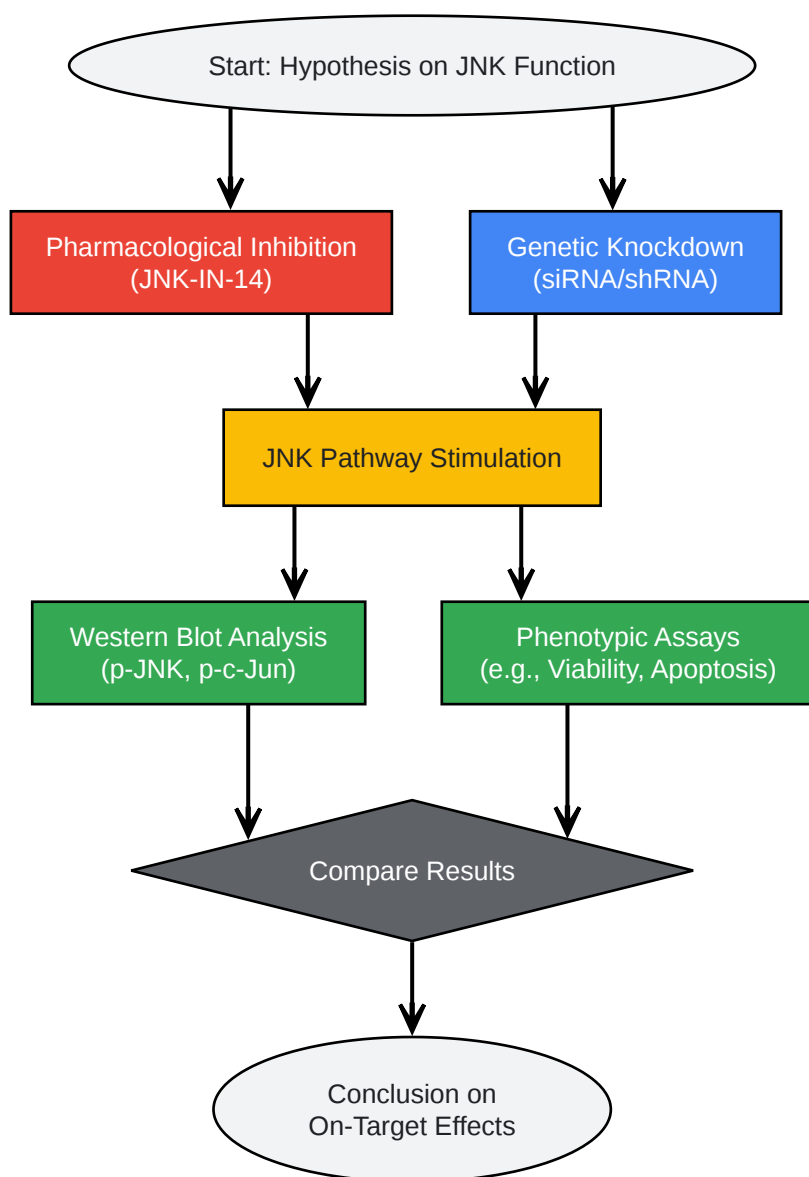 Start: Hypothesis on JNK Function
Pharmacological Inhibition
(JNK-IN-14)
Genetic Knockdown
(siRNA/shRNA)
JNK Pathway Stimulation
Western Blot Analysis
(p-JNK, p-c-Jun)
Phenotypic Assays
(e.g., Viability, Apoptosis)
Compare Results
Conclusion on
On-Target Effects